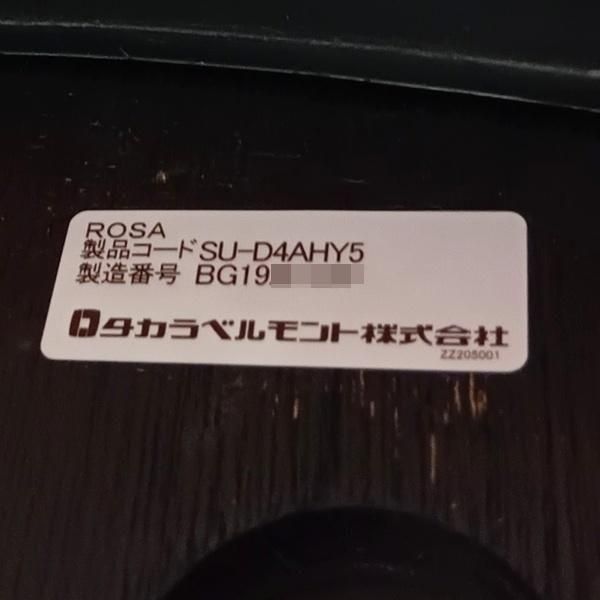 ROSA
製品コードSU-D4AHY5
製造番号 BG19
タカラベルモント株式会社
ZZ205001